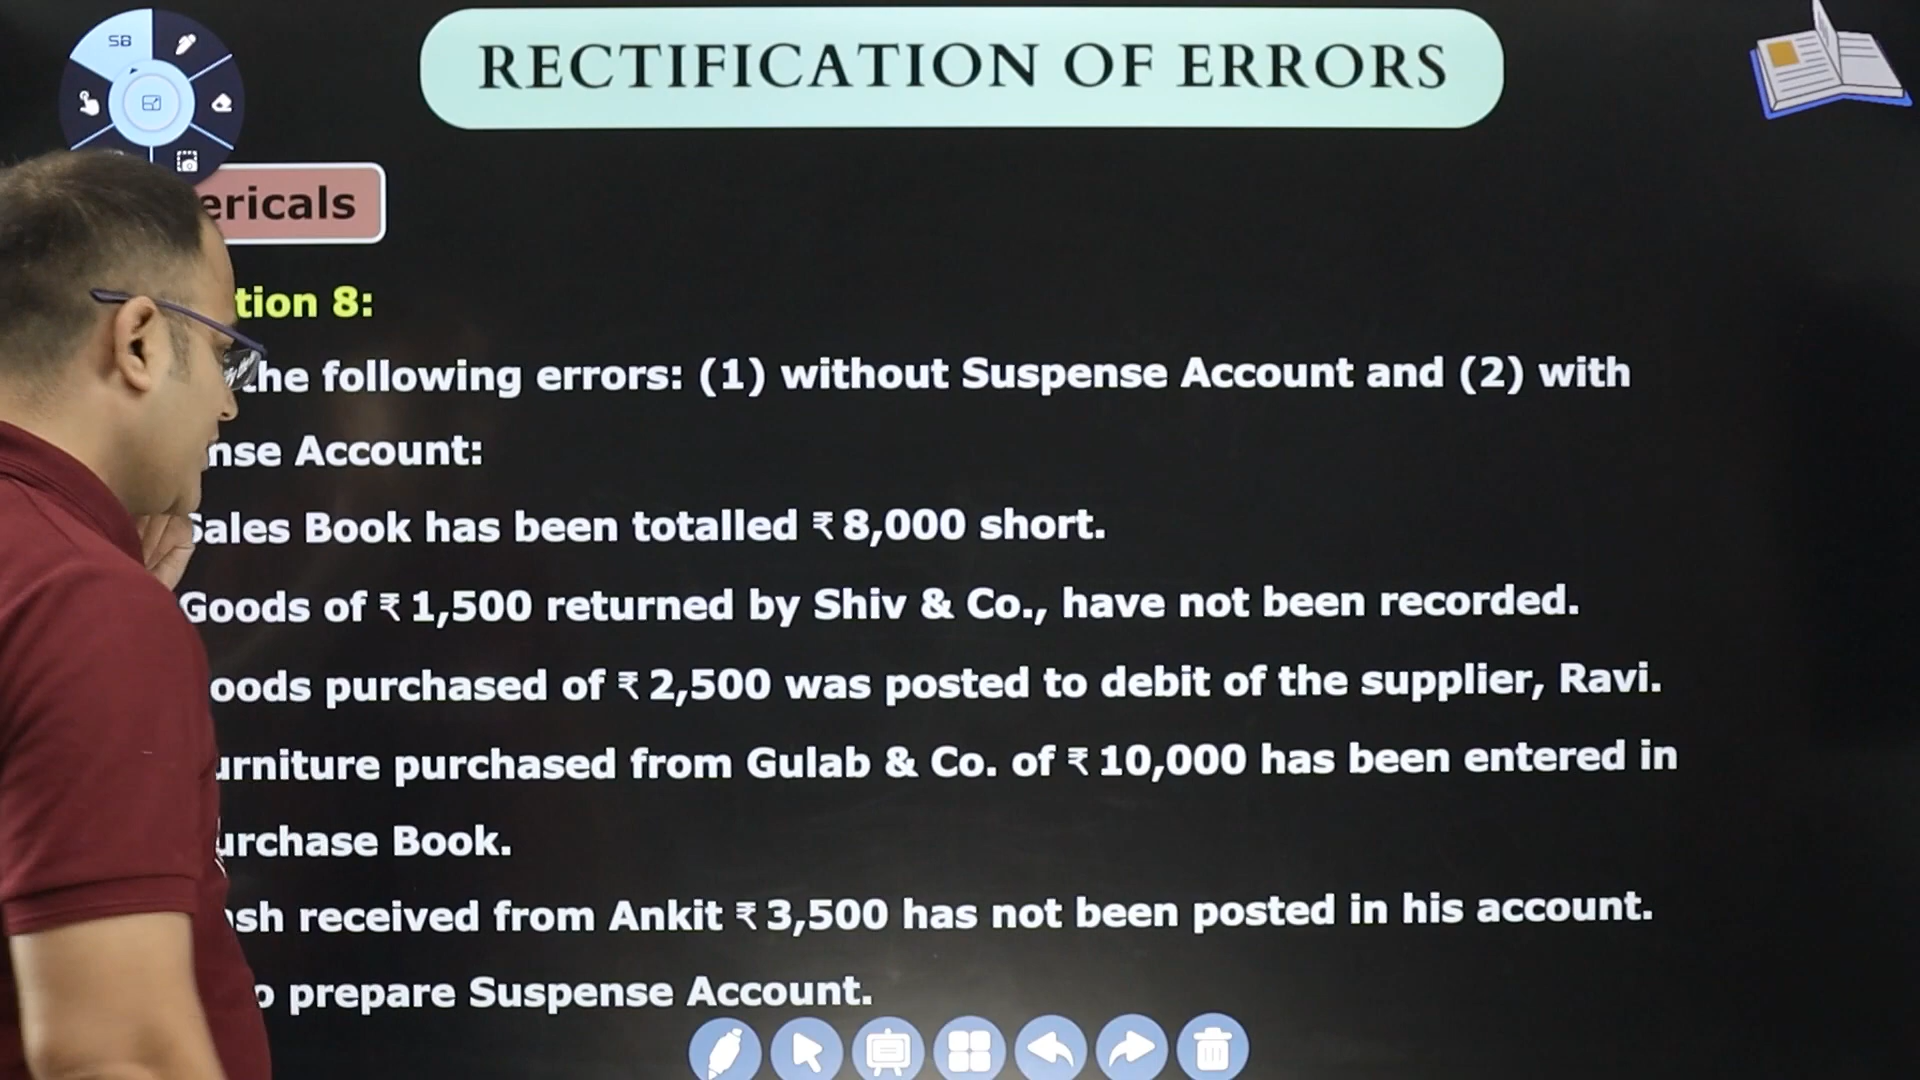 SB
RECTIFICATION OF ERRORS
ericals
tion 8:
the following errors: (1) without Suspense Account and (2) with
nse Account:
Sales Book has been totalled ₹ 8,000 short.
Goods of ₹ 1,500 returned by Shiv & Co., have not been recorded.
oods purchased of ₹ 2,500 was posted to debit of the supplier, Ravi.
urniture purchased from Gulab & Co. of ₹ 10,000 has been entered in
urchase Book.
sh received from Ankit ₹ 3,500 has not been posted in his account.
o prepare Suspense Account.